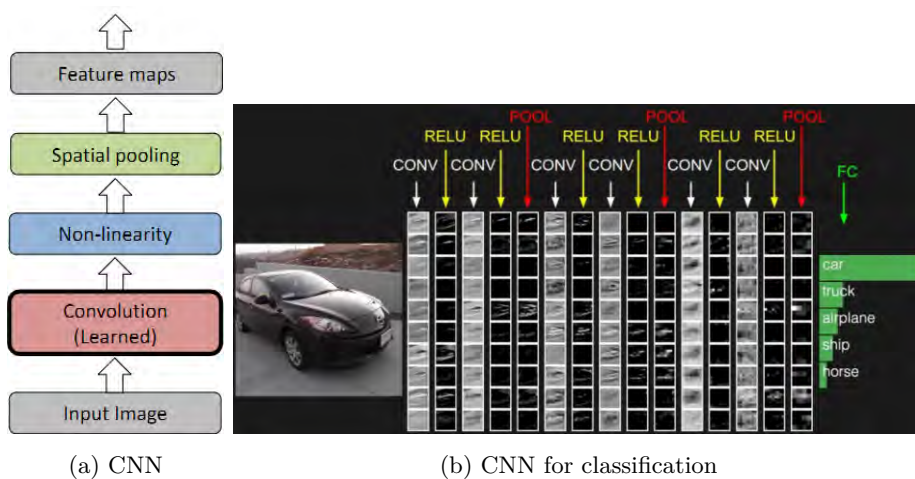 Feature maps
Spatial pooling
Non-linearity
Convolution
(Learned)
Input Image
POOL POOL POOL
RELU RELU RELU RELU RELU RELU
CONV CONV CONV CONV CONV CONV
FC
car
truck
airplane
ship
horse
(a) CNN
(b) CNN for classification